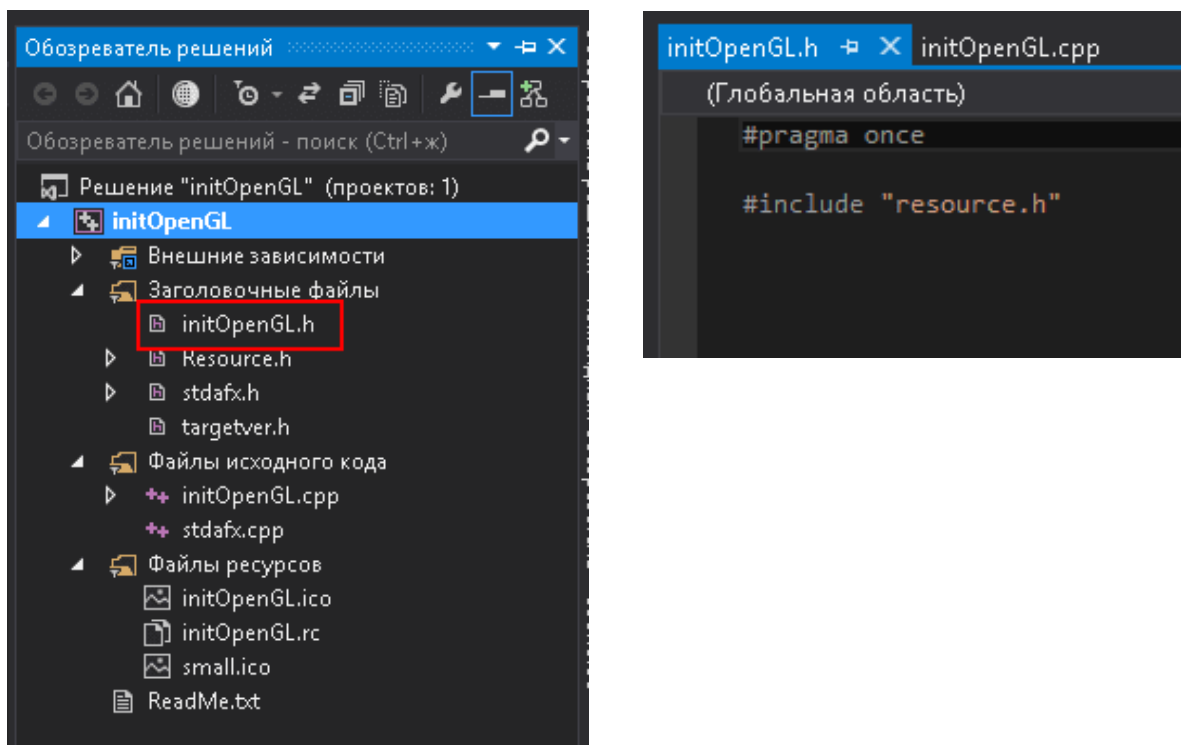 Обозреватель решений
Обозреватель решений - поиск (Ctrl+ж)
Решение "initOpenGL" (проектов: 1)
initOpenGL
Внешние зависимости
Заголовочные файлы
initOpenGL.h
Resource.h
stdafx.h
targetver.h
Файлы исходного кода
initOpenGL.cpp
stdafx.cpp
Файлы ресурсов
initOpenGL.ico
initOpenGL.rc
small.ico
ReadMe.txt
initOpenGL.h initOpenGL.cpp
(Глобальная область)
#pragma once
#include "resource.h"